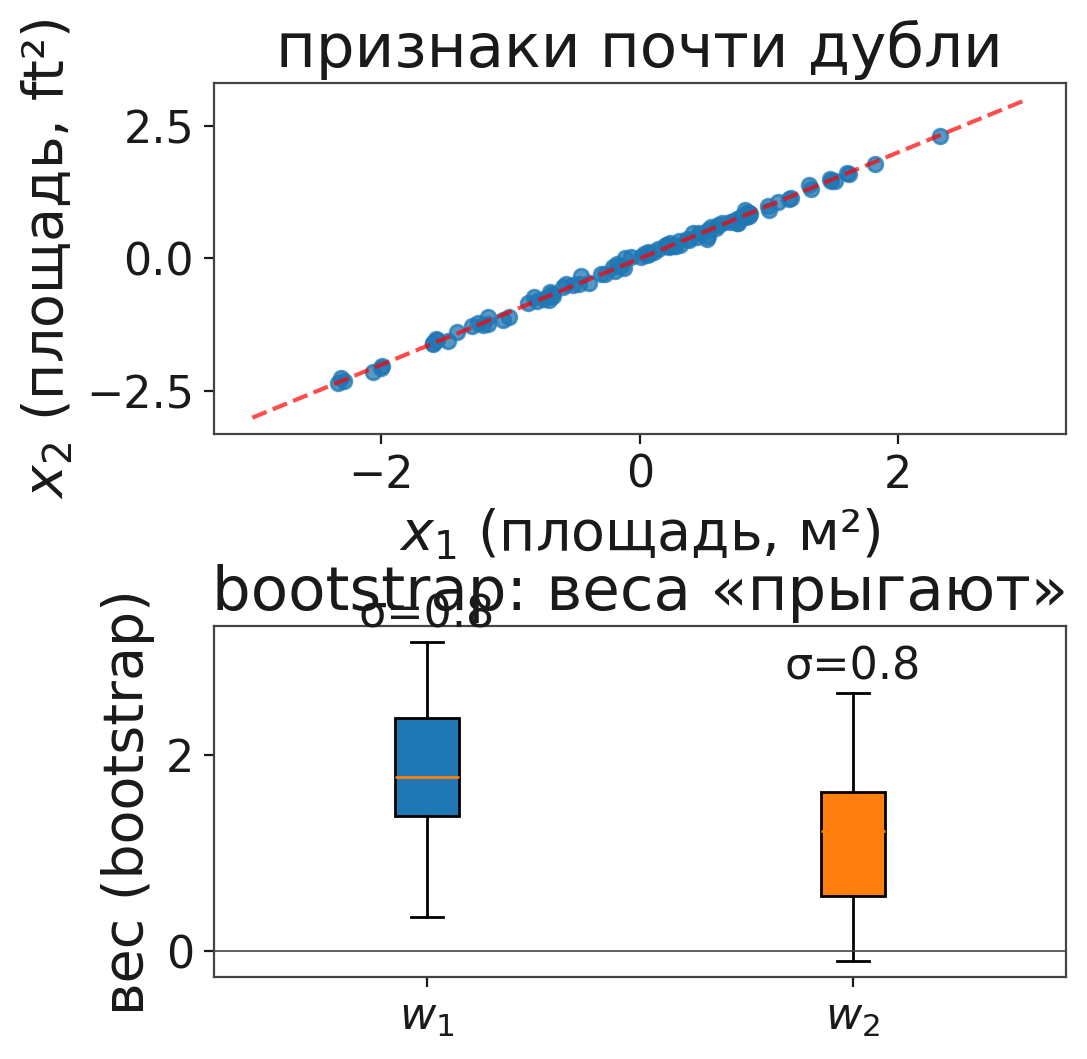 признаки почти дубли
x₂ (площадь, ft²)
2.5
0.0
−2.5
−2
0
2
x₁ (площадь, м²)
bootstrap: веса «прыгают»
σ=0.8
σ=0.8
вес (bootstrap)
2
0
w₁
w₂